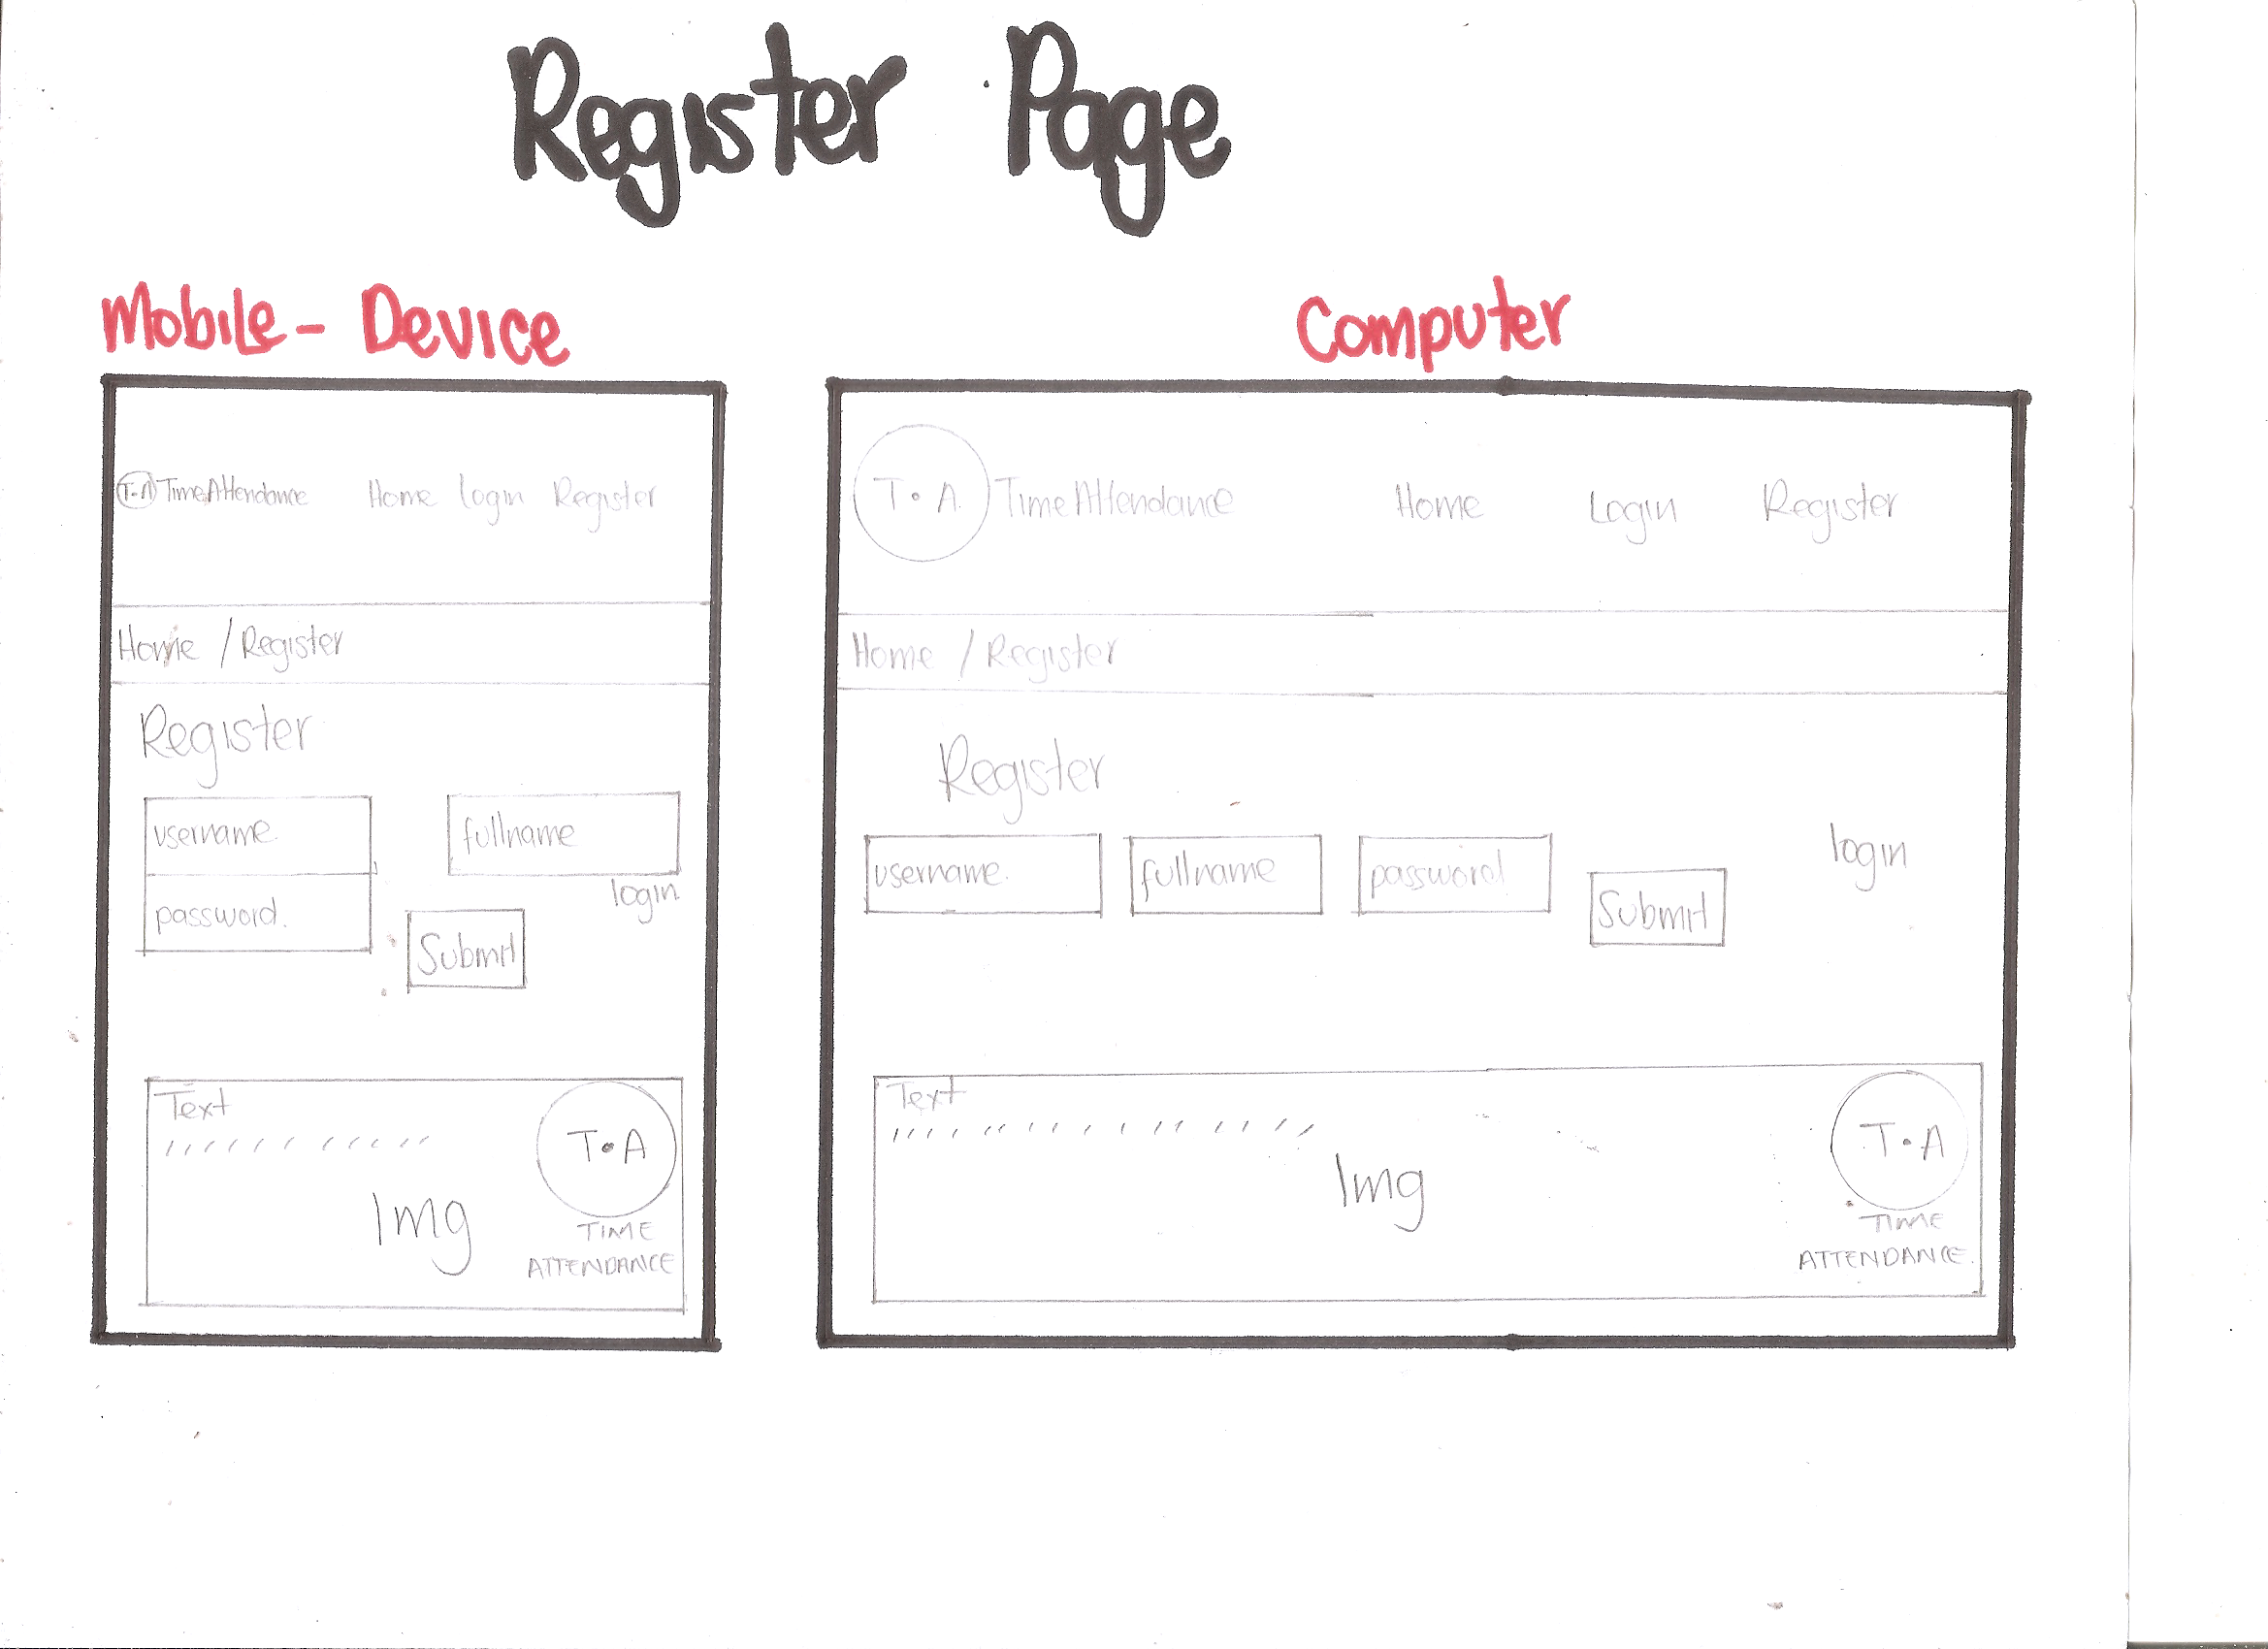 Register Page
Mobile - Device
T.A TimeAttendance Home login Register
Home / Register
Register
username. fullname
password. login
Submit
Text
Img
T.A
TIME
ATTENDANCE
Computer
T.A. TimeAttendance Home Login Register
Home / Register
Register
username. fullname password login
Submit
Text
Img
T.A
TIME
ATTENDANCE.